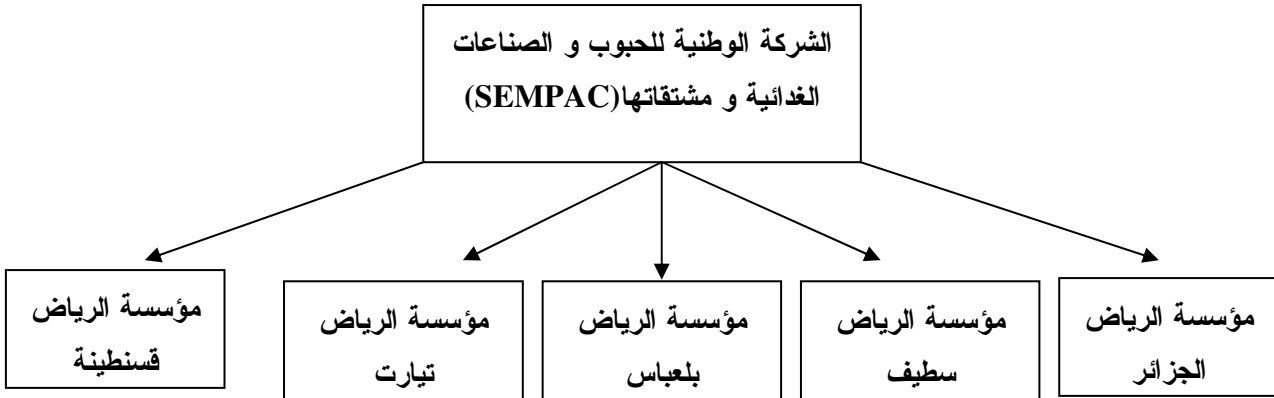 الشركة الوطنية للحبوب و الصناعات
الغدائية و مشتقاتها(SEMPAC)
مؤسسة الرياض
الجزائر
مؤسسة الرياض
سطيف
مؤسسة الرياض
بلعباس
مؤسسة الرياض
تيارت
مؤسسة الرياض
قسنطينة